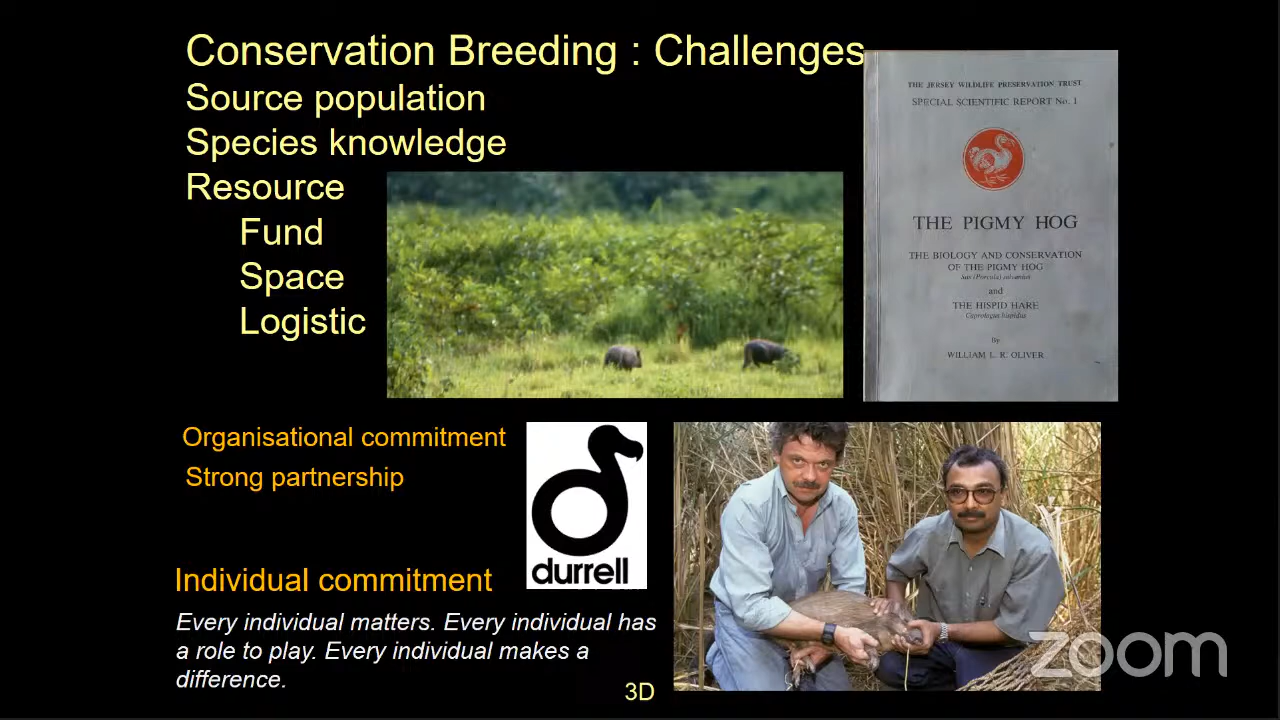 Conservation Breeding : Challenges
Source population
Species knowledge
Resource
Fund
Space
Logistic
THE JERSEY WILDLIFE PRESERVATION TRUST
SPECIAL SCIENTIFIC REPORT No. 1
THE PIGMY HOG
THE BIOLOGY AND CONSERVATION
OF THE PIGMY HOG
Sus (Porcula) salvanius
and
THE HISPID HARE
Caprolagus hispidus
By
WILLIAM L. R. OLIVER
Organisational commitment
Strong partnership
durrell
Individual commitment
Every individual matters. Every individual has
a role to play. Every individual makes a
difference.
3D
zoom